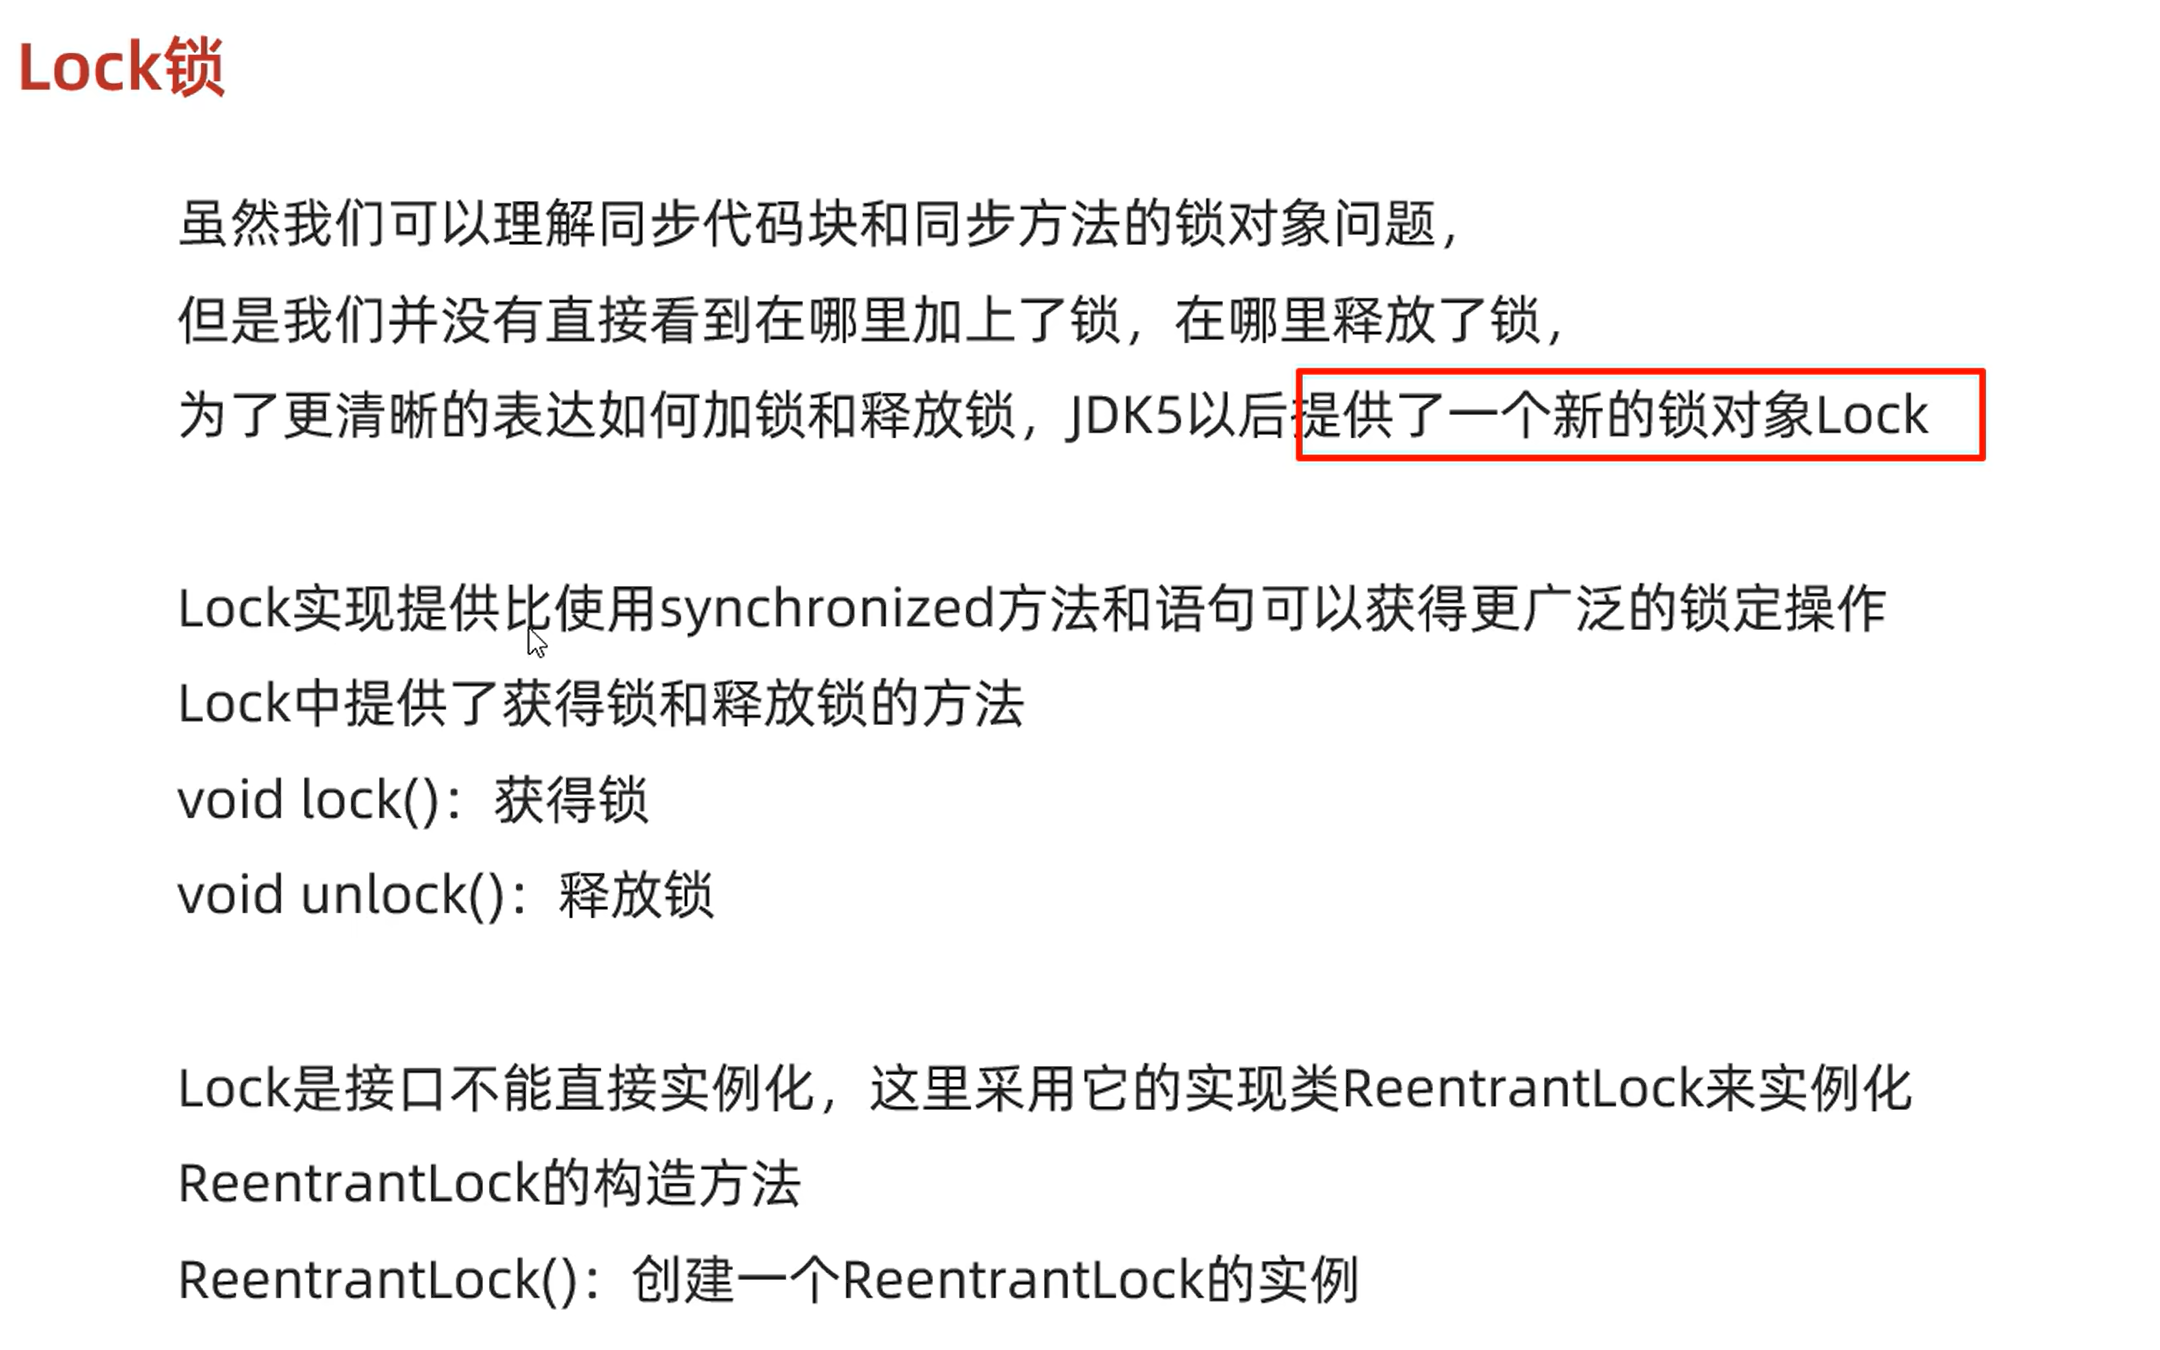 Lock锁
虽然我们可以理解同步代码块和同步方法的锁对象问题，
但是我们并没有直接看到在哪里加上了锁，在哪里释放了锁，
为了更清晰的表达如何加锁和释放锁，JDK5以后提供了一个新的锁对象Lock
Lock实现提供比使用synchronized方法和语句可以获得更广泛的锁定操作
Lock中提供了获得锁和释放锁的方法
void lock()：获得锁
void unlock()：释放锁
Lock是接口不能直接实例化，这里采用它的实现类ReentrantLock来实例化
ReentrantLock的构造方法
ReentrantLock()：创建一个ReentrantLock的实例